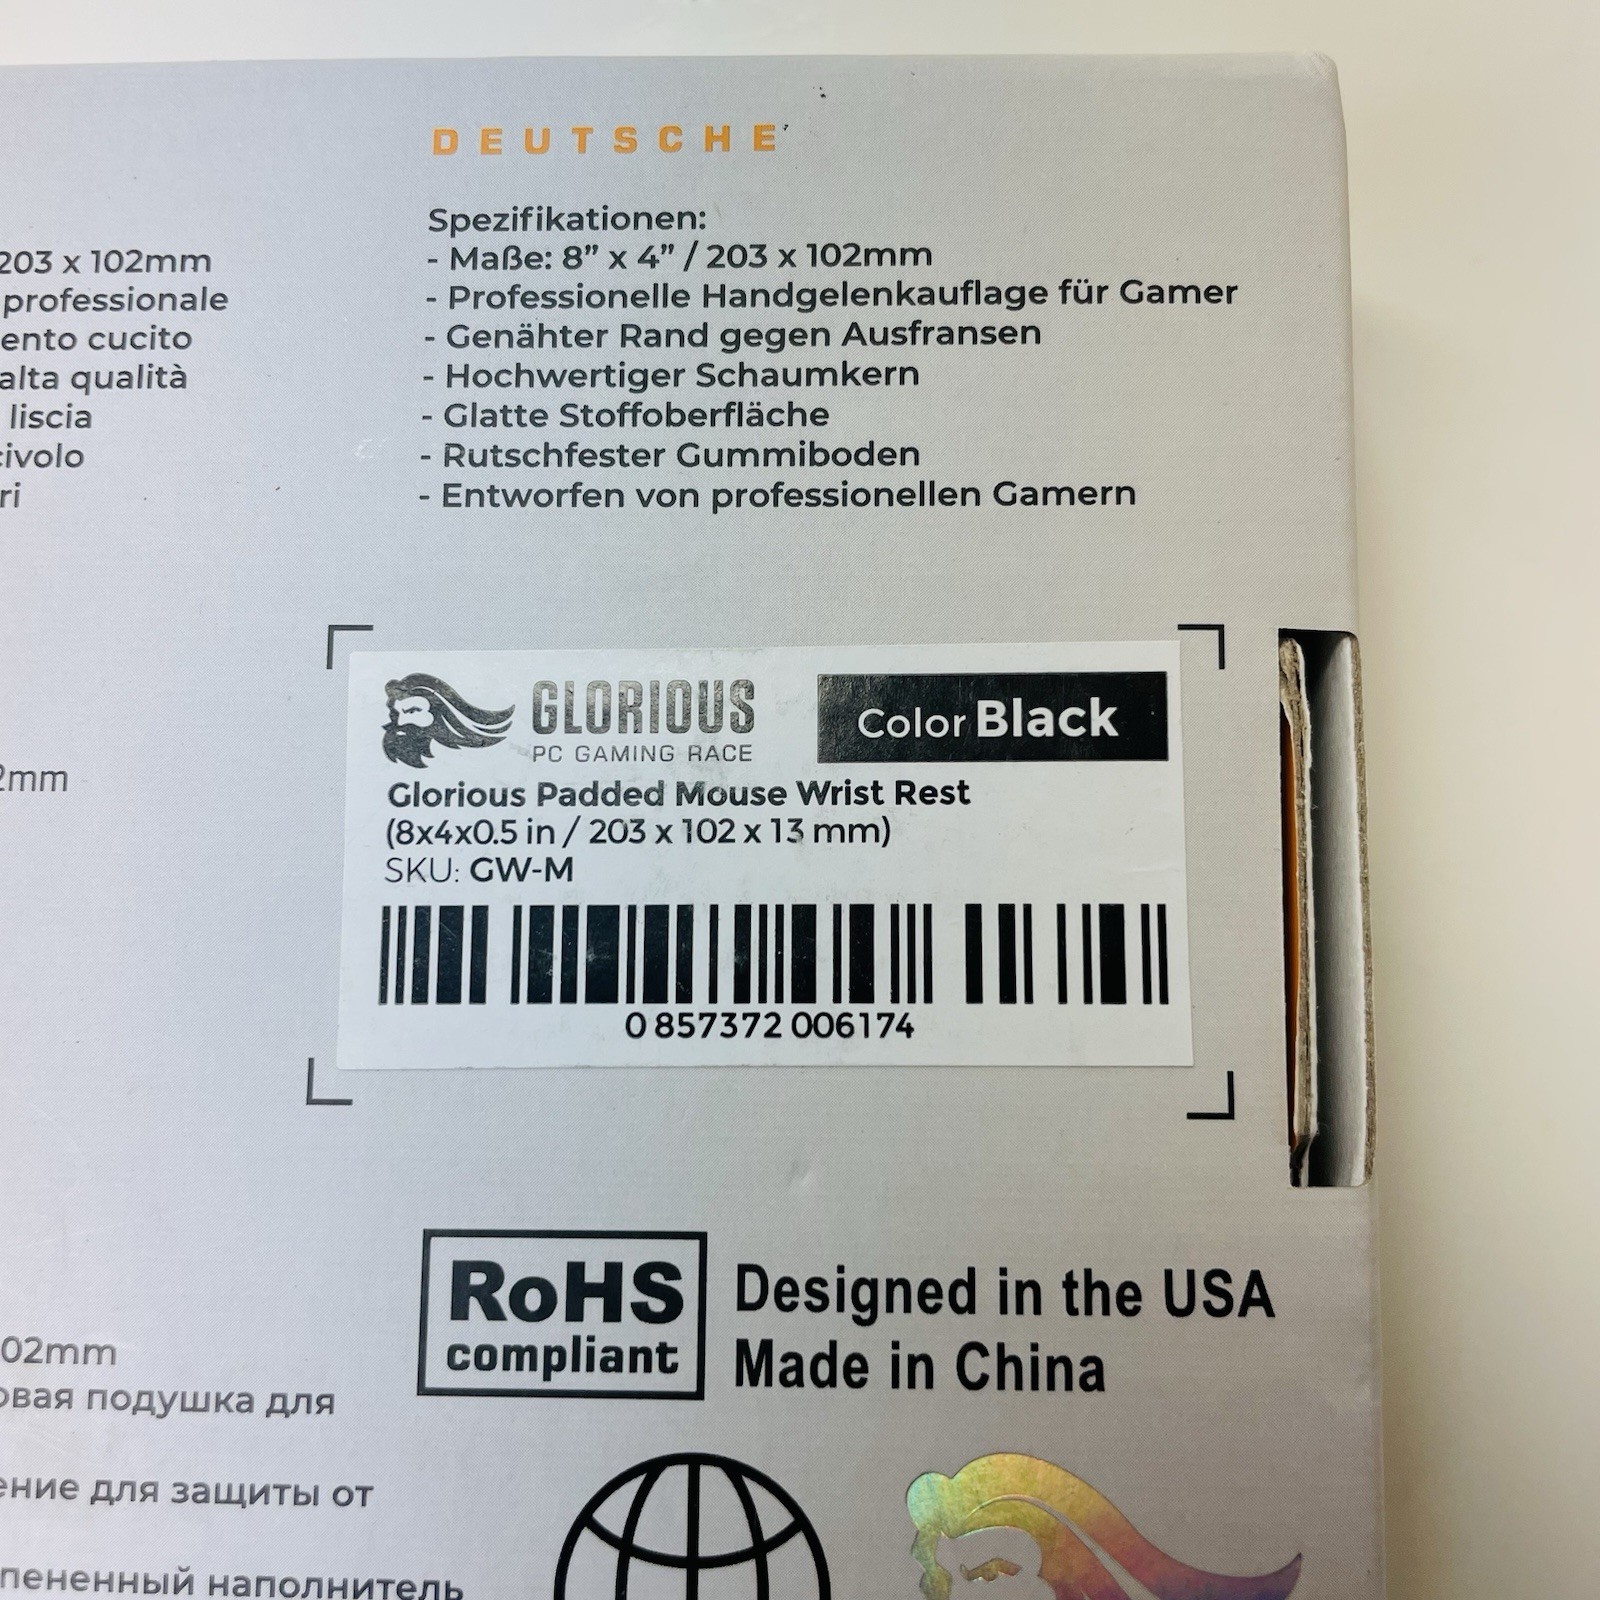 203 x 102mm
professionale
ento cucito
alta qualità
liscia
civolo
ri
2mm
02mm
овая подушка для
ение для защиты от
пененный наполнитель
DEUTSCHE
Spezifikationen:
- Maße: 8” x 4” / 203 x 102mm
- Professionelle Handgelenkauflage für Gamer
- Genähter Rand gegen Ausfransen
- Hochwertiger Schaumkern
- Glatte Stoffoberfläche
- Rutschfester Gummiboden
- Entworfen von professionellen Gamern
GLORIOUS
PC GAMING RACE
Color Black
Glorious Padded Mouse Wrist Rest
(8x4x0.5 in / 203 x 102 x 13 mm)
SKU: GW-M
0 857372 006174
RoHS
compliant
Designed in the USA
Made in China